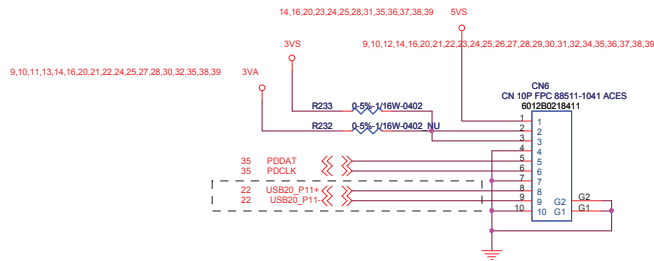 14,16,20,23,24,25,28,31,35,36,37,38,39 5VS
3VS 9,10,12,14,16,20,21,22,23,24,25,26,27,28,29,30,31,32,34,35,36,37,38,39
9,10,11,13,14,16,20,21,22,24,25,27,28,30,32,35,38,39 3VA
CN6
CN 10P FPC 88511-1041 ACES
6012B0218411
R233 0-5%-1/16W-0402
R232 0-5%-1/16W-0402_NU
1 1
2 2
3 3
4 4
35 PDDAT 5 5
35 PDCLK 6 6
7 7
22 USB20_P11+ 8 8
22 USB20_P11- 9 9 G2 G2
10 10 G1 G1